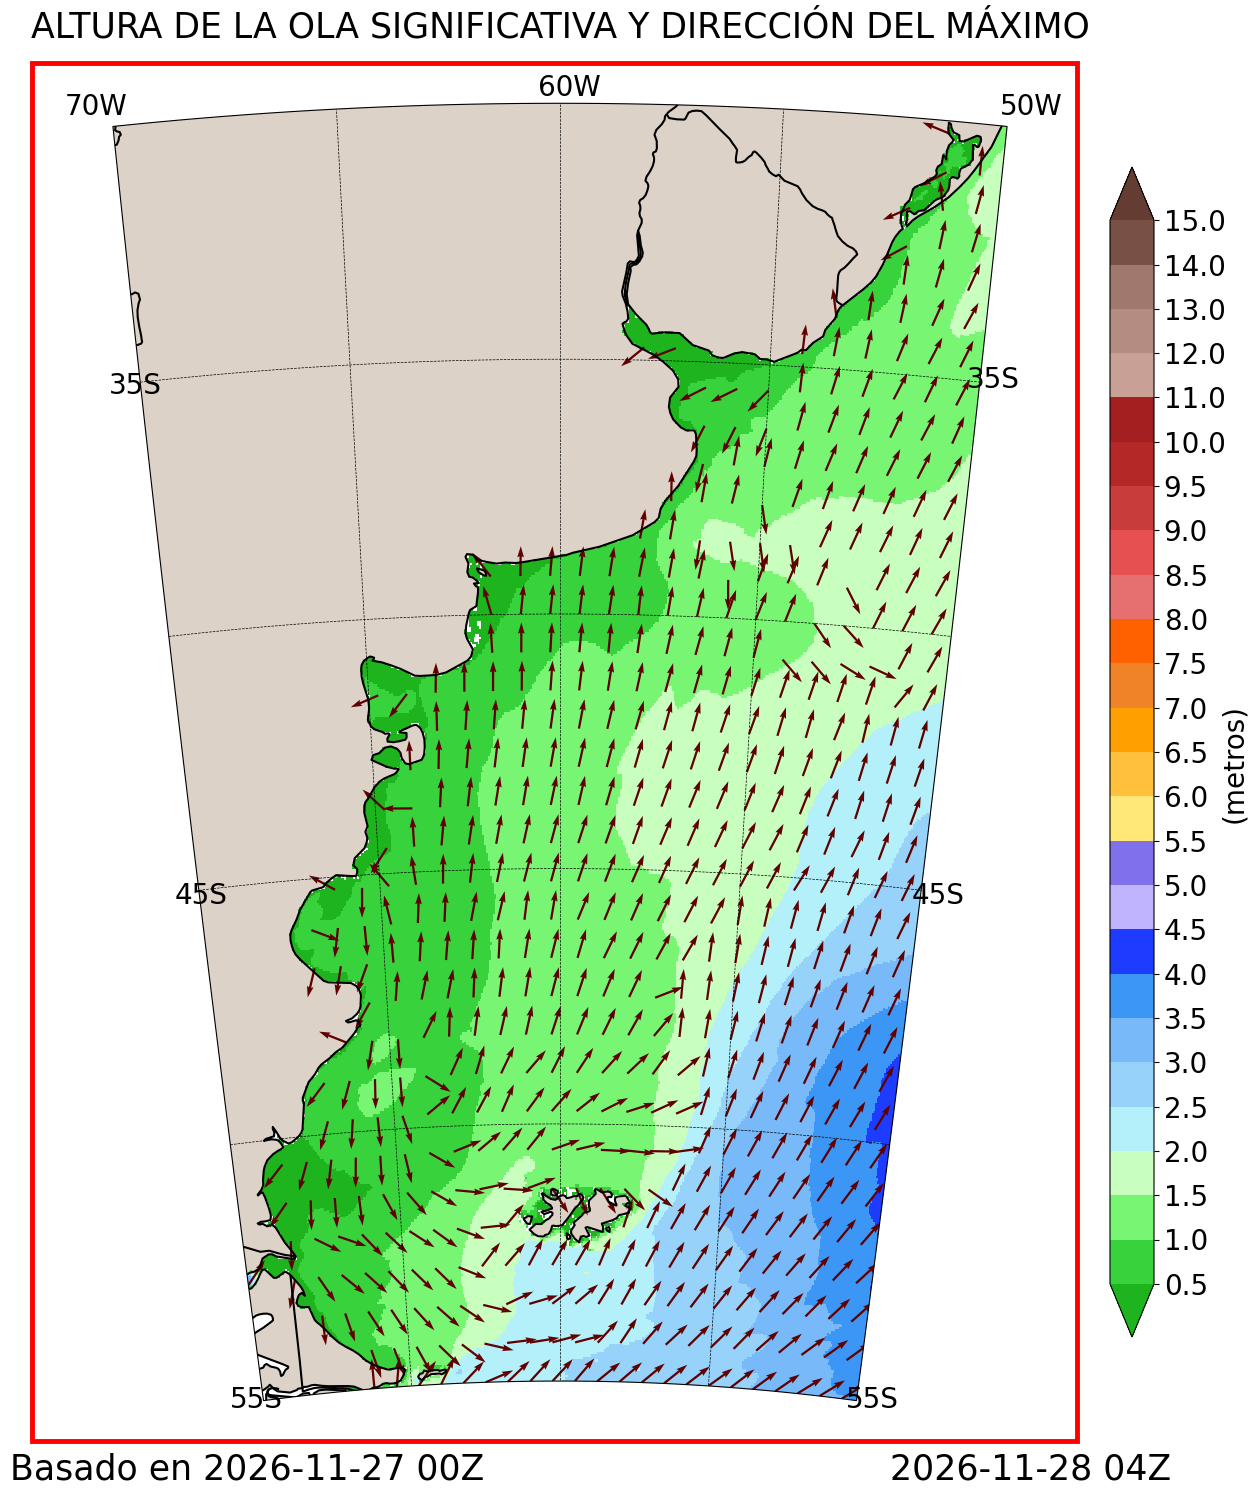 ALTURA DE LA OLA SIGNIFICATIVA Y DIRECCIÓN DEL MÁXIMO
70W
60W
50W
35S
35S
45S
45S
55S
55S
15.0
14.0
13.0
12.0
11.0
10.0
9.5
9.0
8.5
8.0
7.5
7.0
6.5
6.0
5.5
5.0
4.5
4.0
3.5
3.0
2.5
2.0
1.5
1.0
0.5
(metros)
Basado en 2026-11-27 00Z
2026-11-28 04Z